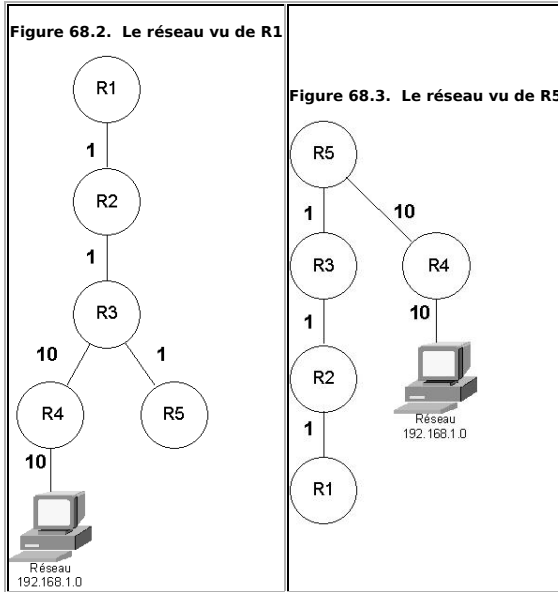 Figure 68.2. Le réseau vu de R1
R1
1
R2
1
R3
10
1
R4
R5
10
Réseau
192.168.1.0
Figure 68.3. Le réseau vu de R5
R5
1
10
R3
R4
1
10
R2
Réseau
192.168.1.0
1
R1